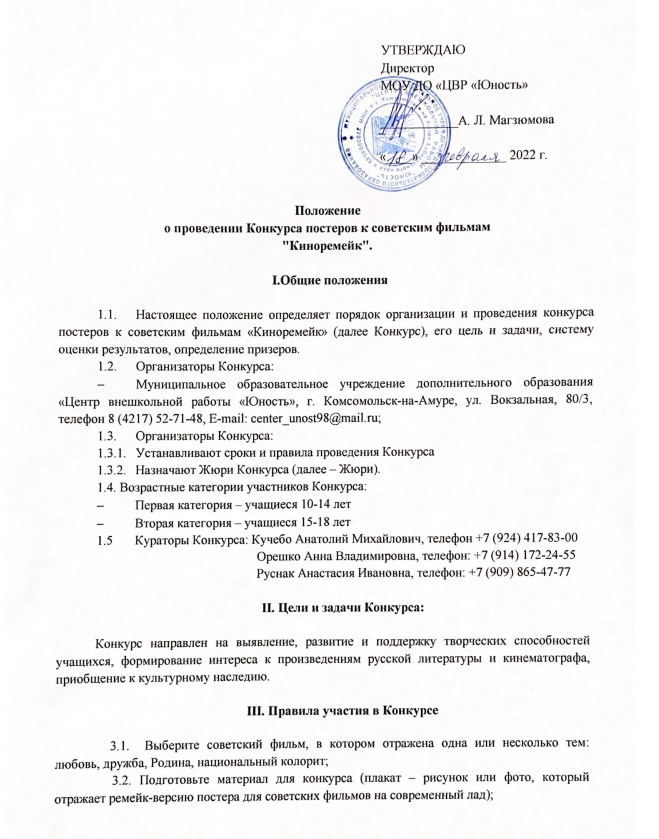 УТВЕРЖДАЮ
Директор
МОУ ДО «ЦВР «Юность»
А. Л. Магзюмова
«18» февраля 2022 г.
Положение
о проведении Конкурса постеров к советским фильмам
"Киноремейк".
I.Общие положения
1.1. Настоящее положение определяет порядок организации и проведения конкурса
постеров к советским фильмам «Киноремейк» (далее Конкурс), его цель и задачи, систему
оценки результатов, определение призеров.
1.2. Организаторы Конкурса:
– Муниципальное образовательное учреждение дополнительного образования
«Центр внешкольной работы «Юность», г. Комсомольск-на-Амуре, ул. Вокзальная, 80/3,
телефон 8 (4217) 52-71-48, E-mail: center_unost98@mail.ru;
1.3. Организаторы Конкурса:
1.3.1. Устанавливают сроки и правила проведения Конкурса
1.3.2. Назначают Жюри Конкурса (далее – Жюри).
1.4. Возрастные категории участников Конкурса:
– Первая категория – учащиеся 10-14 лет
– Вторая категория – учащиеся 15-18 лет
1.5 Кураторы Конкурса: Кучебо Анатолий Михайлович, телефон +7 (924) 417-83-00
Орешко Анна Владимировна, телефон: +7 (914) 172-24-55
Руснак Анастасия Ивановна, телефон: +7 (909) 865-47-77
II. Цели и задачи Конкурса:
Конкурс направлен на выявление, развитие и поддержку творческих способностей
учащихся, формирование интереса к произведениям русской литературы и кинематографа,
приобщение к культурному наследию.
III. Правила участия в Конкурсе
3.1. Выберите советский фильм, в котором отражена одна или несколько тем:
любовь, дружба, Родина, национальный колорит;
3.2. Подготовьте материал для конкурса (плакат – рисунок или фото, который
отражает ремейк-версию постера для советских фильмов на современный лад);